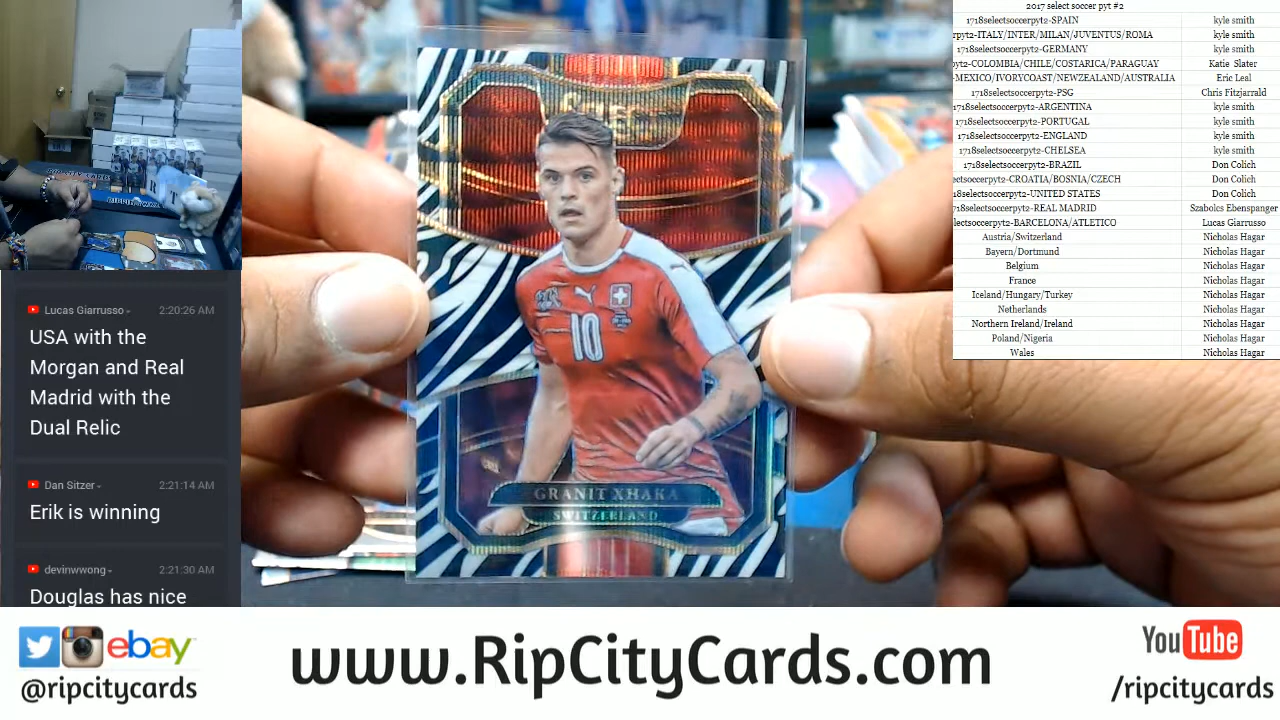 2017 select soccer pyt #2
1718selectsoccerpyt2-SPAIN kyle smith
rpyt2-ITALY/INTER/MILAN/JUVENTUS/ROMA kyle smith
1718selectsoccerpyt2-GERMANY kyle smith
pyt2-COLOMBIA/CHILE/COSTARICA/PARAGUAY Katie Slater
-MEXICO/IVORYCOAST/NEWZEALAND/AUSTRALIA Eric Leal
1718selectsoccerpyt2-PSG Chris Fitzjarrald
1718selectsoccerpyt2-ARGENTINA kyle smith
1718selectsoccerpyt2-PORTUGAL kyle smith
1718selectsoccerpyt2-ENGLAND kyle smith
1718selectsoccerpyt2-CHELSEA kyle smith
1718selectsoccerpyt2-BRAZIL Don Colich
ectsoccerpyt2-CROATIA/BOSNIA/CZECH Don Colich
18selectsoccerpyt2-UNITED STATES Don Colich
718selectsoccerpyt2-REAL MADRID Szabolcs Ebenspanger
lectsoccerpyt2-BARCELONA/ATLETICO Lucas Giarrusso
Austria/Switzerland Nicholas Hagar
Bayern/Dortmund Nicholas Hagar
Belgium Nicholas Hagar
France Nicholas Hagar
Iceland/Hungary/Turkey Nicholas Hagar
Netherlands Nicholas Hagar
Northern Ireland/Ireland Nicholas Hagar
Poland/Nigeria Nicholas Hagar
Wales Nicholas Hagar
10
GRANIT XHAKA
SWITZERLAND
Lucas Giarrusso 2:20:26 AM
USA with the
Morgan and Real
Madrid with the
Dual Relic
Dan Sitzer 2:21:14 AM
Erik is winning
devinwwong 2:21:30 AM
Douglas has nice
ebay
@ripcitycards
www.RipCityCards.com
YouTube
/ripcitycards